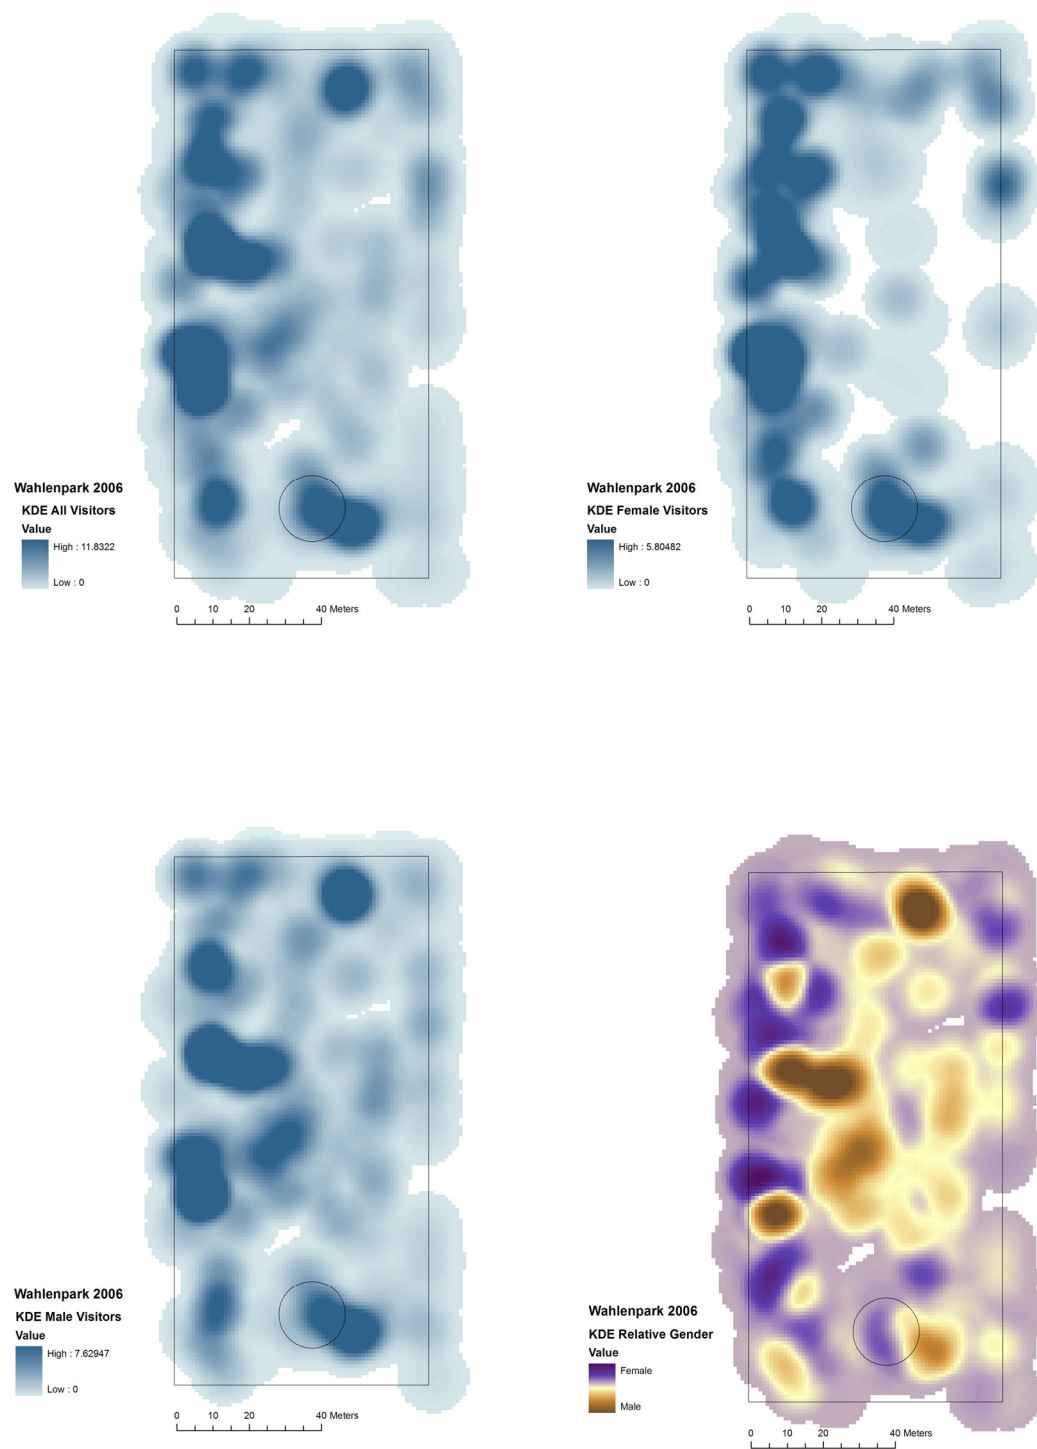 Wahlenpark 2006
KDE All Visitors
Value
High : 11.8322
Low : 0
0 10 20 40 Meters
Wahlenpark 2006
KDE Female Visitors
Value
High : 5.80482
Low : 0
0 10 20 40 Meters
Wahlenpark 2006
KDE Male Visitors
Value
High : 7.62947
Low : 0
0 10 20 40 Meters
Wahlenpark 2006
KDE Relative Gender
Value
Female
Male
0 10 20 40 Meters